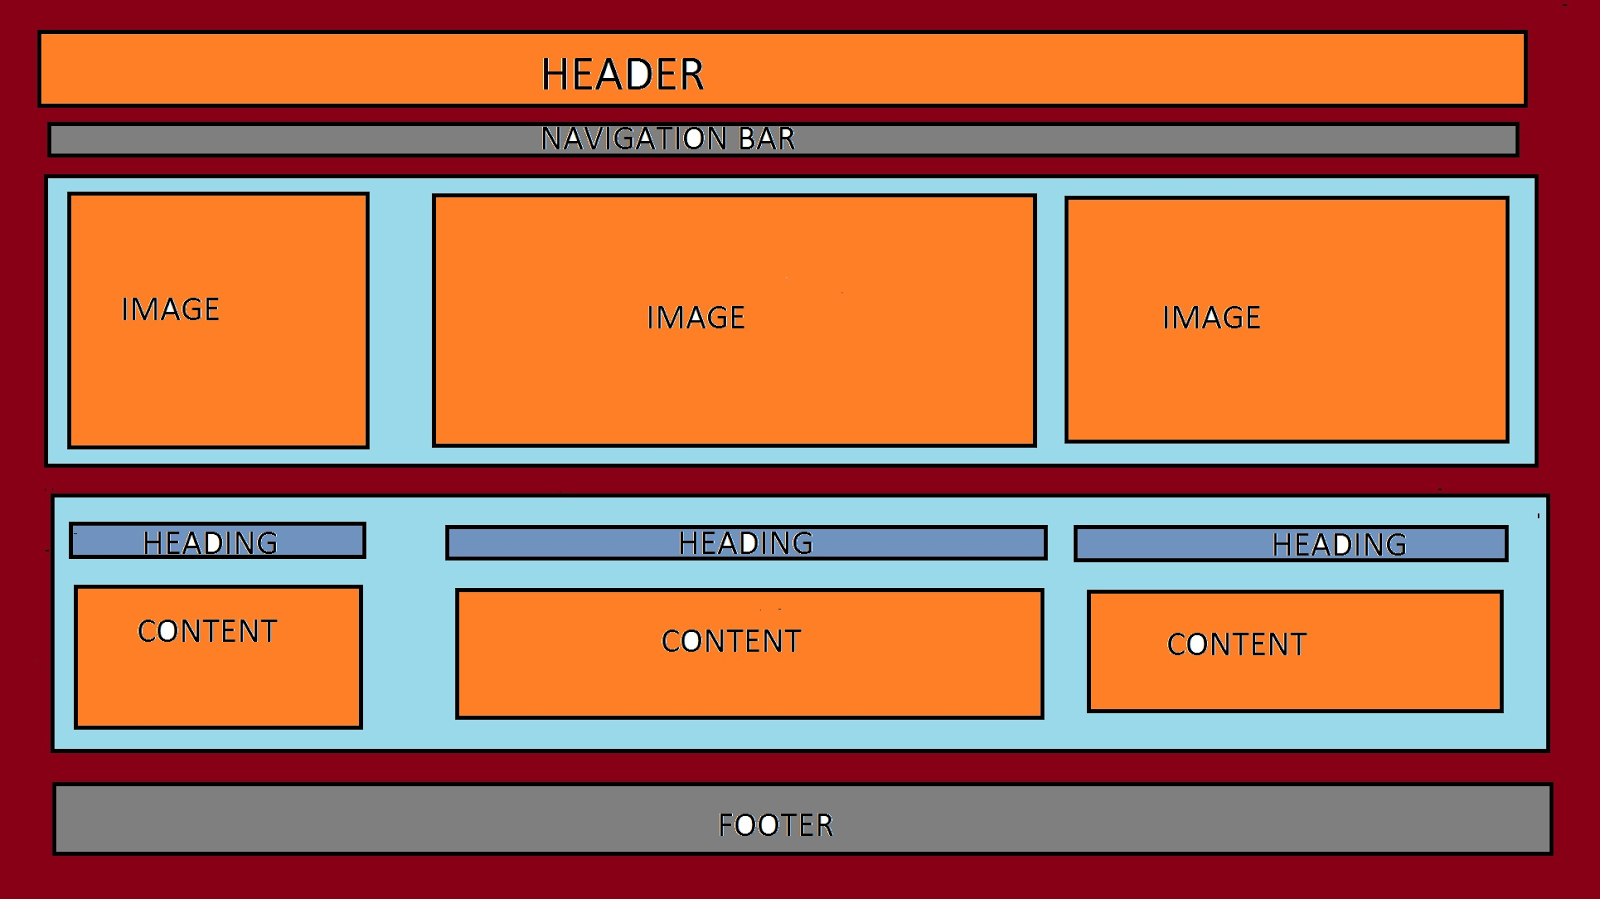 HEADER
NAVIGATION BAR
IMAGE
IMAGE
IMAGE
HEADING
HEADING
HEADING
CONTENT
CONTENT
CONTENT
FOOTER